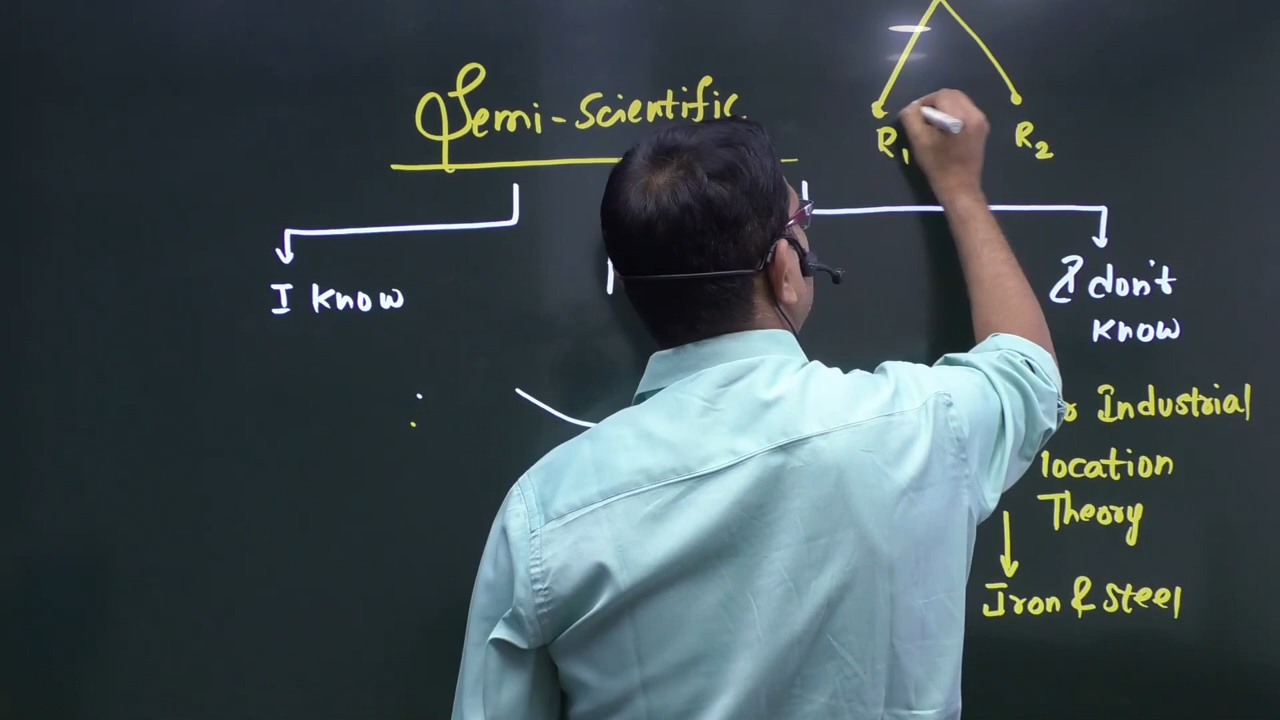 Semi-Scientific
R1 R2
I know
I don't
know
Industrial
location
Theory
Iron & Steel